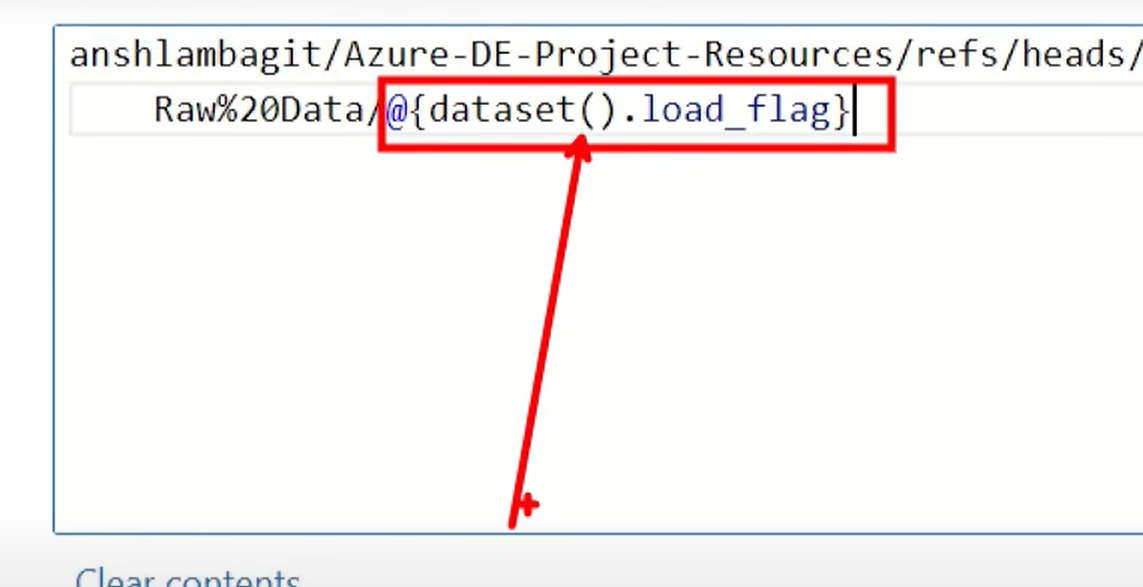 anshlambagit/Azure-DE-Project-Resources/refs/heads/
Raw%20Data/@{dataset().load_flag}
Clear contents